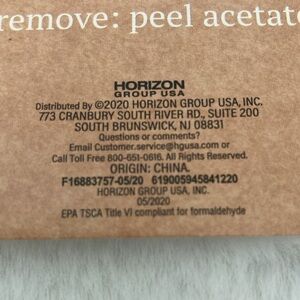 remove: peel acetate
HORIZON
GROUP USA
Distributed By ©2020 HORIZON GROUP USA, INC.
773 CRANBURY SOUTH RIVER RD., SUITE 200
SOUTH BRUNSWICK, NJ 08831
Questions or comments?
Email Customer.service@hgusa.com or
Call Toll Free 800-651-0616. All Rights Reserved.
ORIGIN: CHINA.
F16883757-05/20 619005945841220
HORIZON GROUP USA, INC.
05/2020
EPA TSCA Title VI compliant for formaldehyde